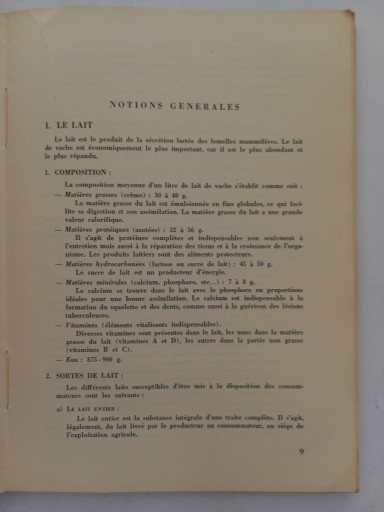 NOTIONS GENERALES
I. LE LAIT
Le lait est le produit de la sécrétion lactée des femelles mammifères. Le lait
de vache est économiquement le plus important, car il est le plus abondant et
le plus répandu.
1. COMPOSITION :
La composition moyenne d'un litre de lait de vache s'établit comme suit :
— Matières grasses (crème) : 30 à 40 g.
La matière grasse du lait est émulsionnée en fins globules, ce qui faci-
lite sa digestion et son assimilation. La matière grasse du lait a une grande
valeur calorifique.
— Matières protéiques (azotées) : 32 à 36 g.
Il s'agit de protéines complètes et indispensables non seulement à
l'entretien mais aussi à la réparation des tissus et à la croissance de l'orga-
nisme. Les produits laitiers sont des aliments protecteurs.
— Matières hydrocarbonées (lactose ou sucre de lait) : 45 à 50 g.
Le sucre de lait est un producteur d'énergie.
— Matières minérales (calcium, phosphore, etc...) : 7 à 8 g.
Le calcium se trouve dans le lait avec le phosphore en proportions
idéales pour une bonne assimilation. Le calcium est indispensable à la
formation du squelette et des dents, comme aussi à la guérison des lésions
tuberculeuses.
— Vitamines (éléments vitalisants indispensables).
Diverses vitamines sont présentes dans le lait, les unes dans la matière
grasse du lait (vitamines A et D), les autres dans la partie non grasse
(vitamines B et C).
— Eau : 875-900 g.
2. SORTES DE LAIT :
Les différents laits susceptibles d'être mis à la disposition des consom-
mateurs sont les suivants :
a) LE LAIT ENTIER :
Le lait entier est la substance intégrale d'une traite complète. Il s'agit,
légalement, du lait livré par le producteur au consommateur, au siège de
l'exploitation agricole.
9